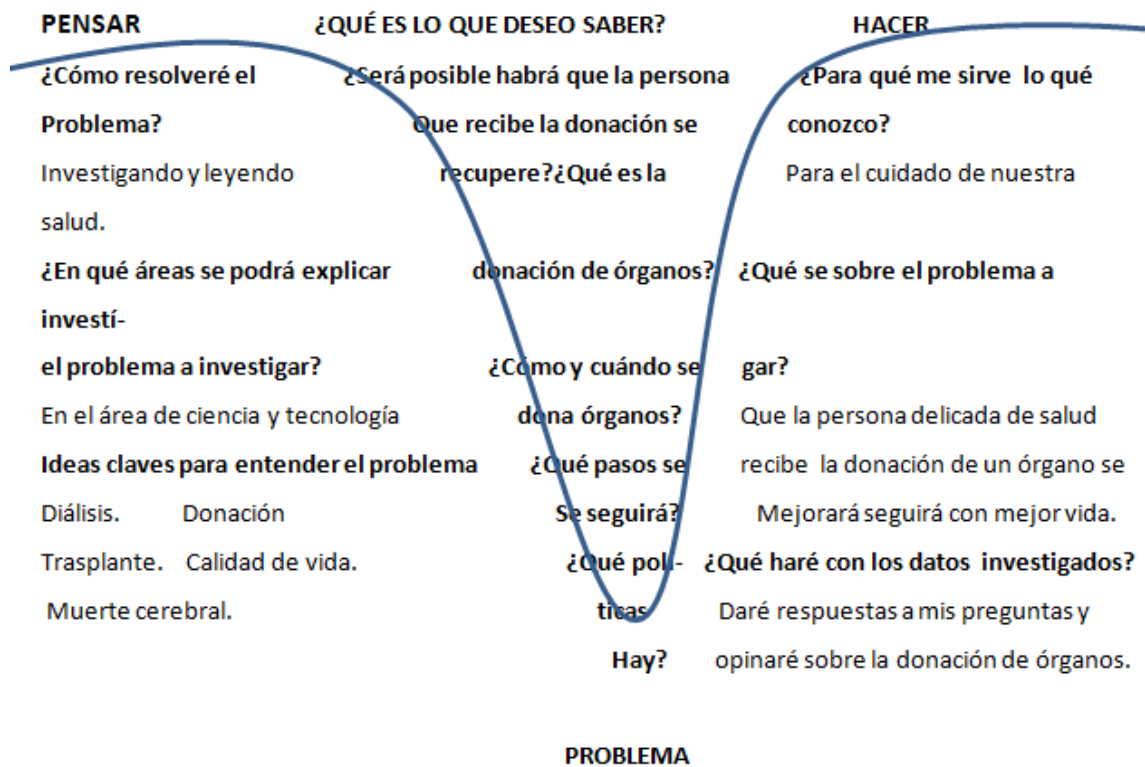 PENSAR ¿QUÉ ES LO QUE DESEO SABER? HACER
¿Cómo resolveré el ¿Será posible habrá que la persona ¿Para qué me sirve lo qué
Problema? Que recibe la donación se conozco?
Investigando y leyendo recupere?¿Qué es la Para el cuidado de nuestra
salud.
¿En qué áreas se podrá explicar donación de órganos? ¿Qué se sobre el problema a
investí-
el problema a investigar? ¿Cómo y cuándo se gar?
En el área de ciencia y tecnología dona órganos? Que la persona delicada de salud
Ideas claves para entender el problema ¿Qué pasos se recibe la donación de un órgano se
Diálisis. Donación Se seguirá? Mejorará seguirá con mejor vida.
Trasplante. Calidad de vida. ¿Qué polí- ¿Qué haré con los datos investigados?
Muerte cerebral. ticas Daré respuestas a mis preguntas y
Hay? opinaré sobre la donación de órganos.
PROBLEMA